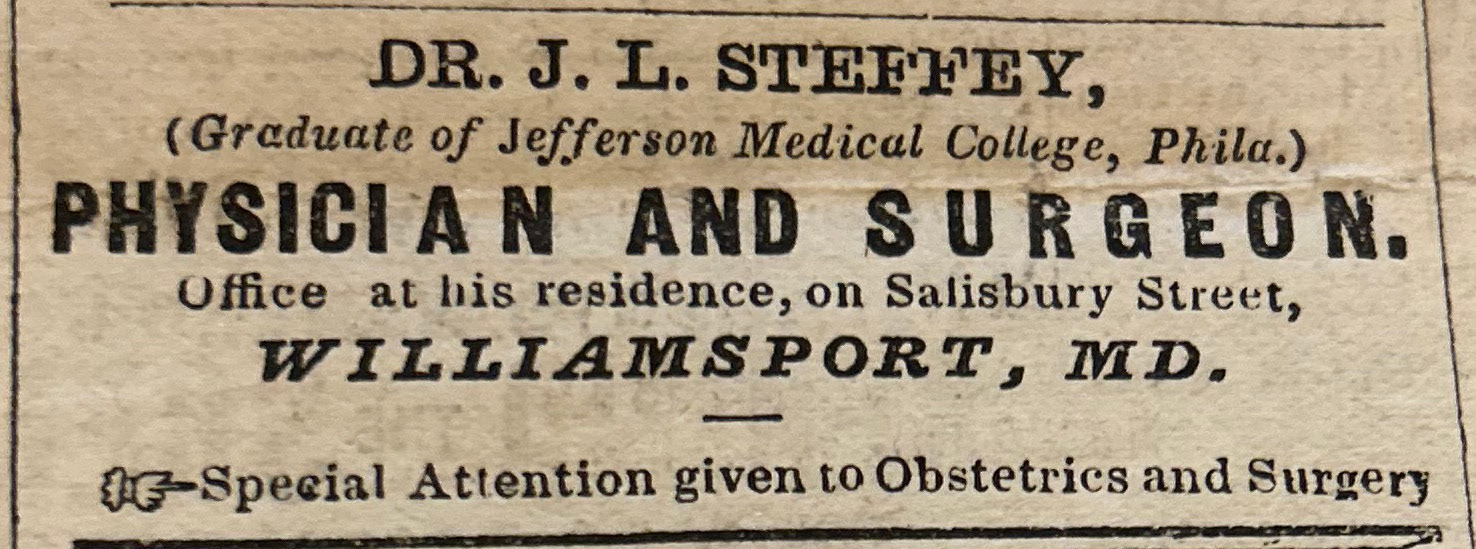 DR. J. L. STEFFEY,
(Graduate of Jefferson Medical College, Phila.)
PHYSICIAN AND SURGEON.
Office at his residence, on Salisbury Street,
WILLIAMSPORT, MD.
☞Special Attention given to Obstetrics and Surgery